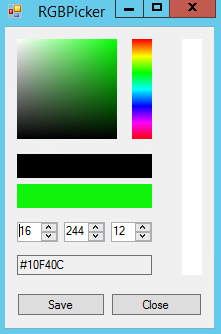 RGBPicker
16 244 12
#10F40C
Save Close